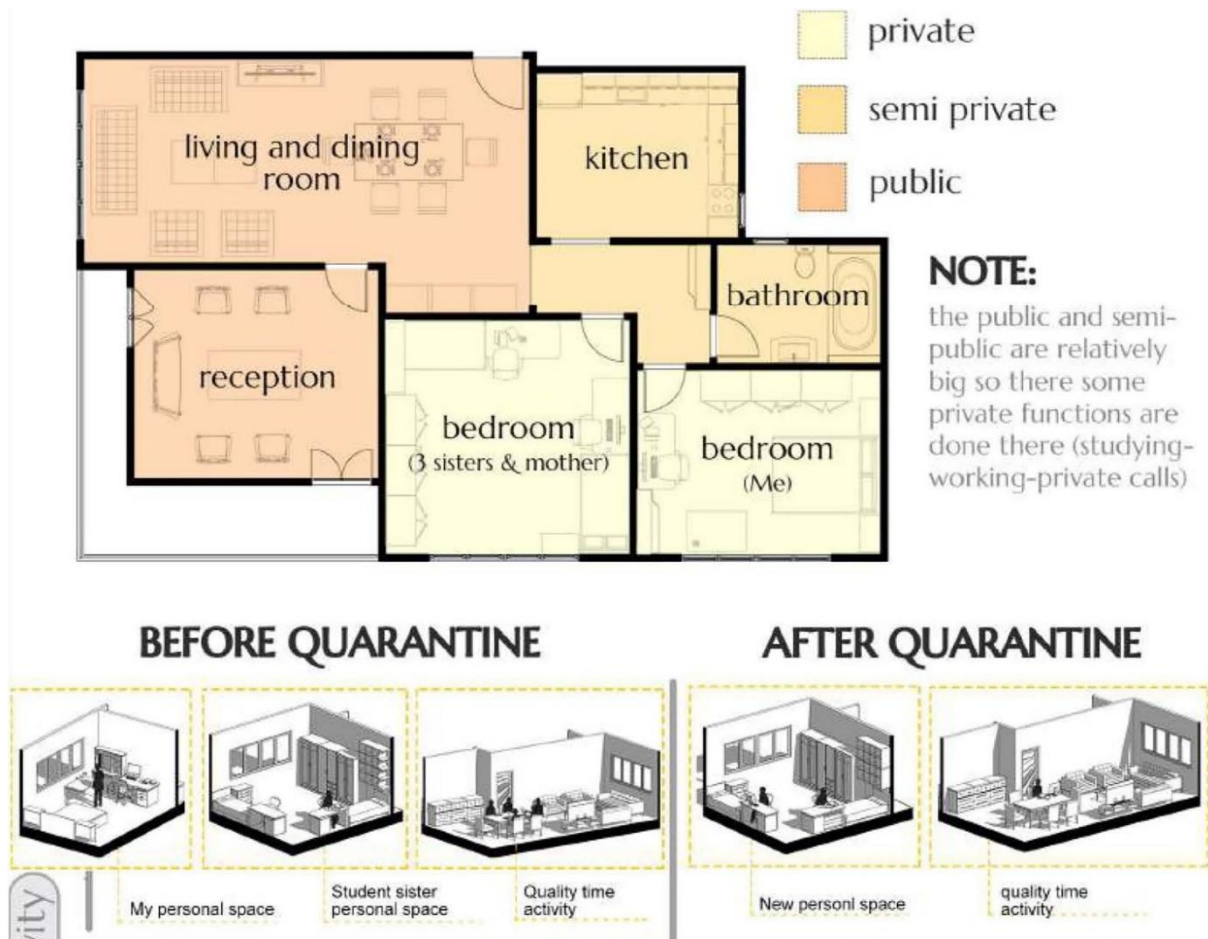 private
semi private
public
living and dining
room
kitchen
bathroom
reception
bedroom
(3 sisters & mother)
bedroom
(Me)
NOTE:
the public and semi-
public are relatively
big so there some
private functions are
done there (studying-
working-private calls)
BEFORE QUARANTINE
AFTER QUARANTINE
My personal space
Student sister
personal space
Quality time
activity
New personl space
quality time
activity
vity